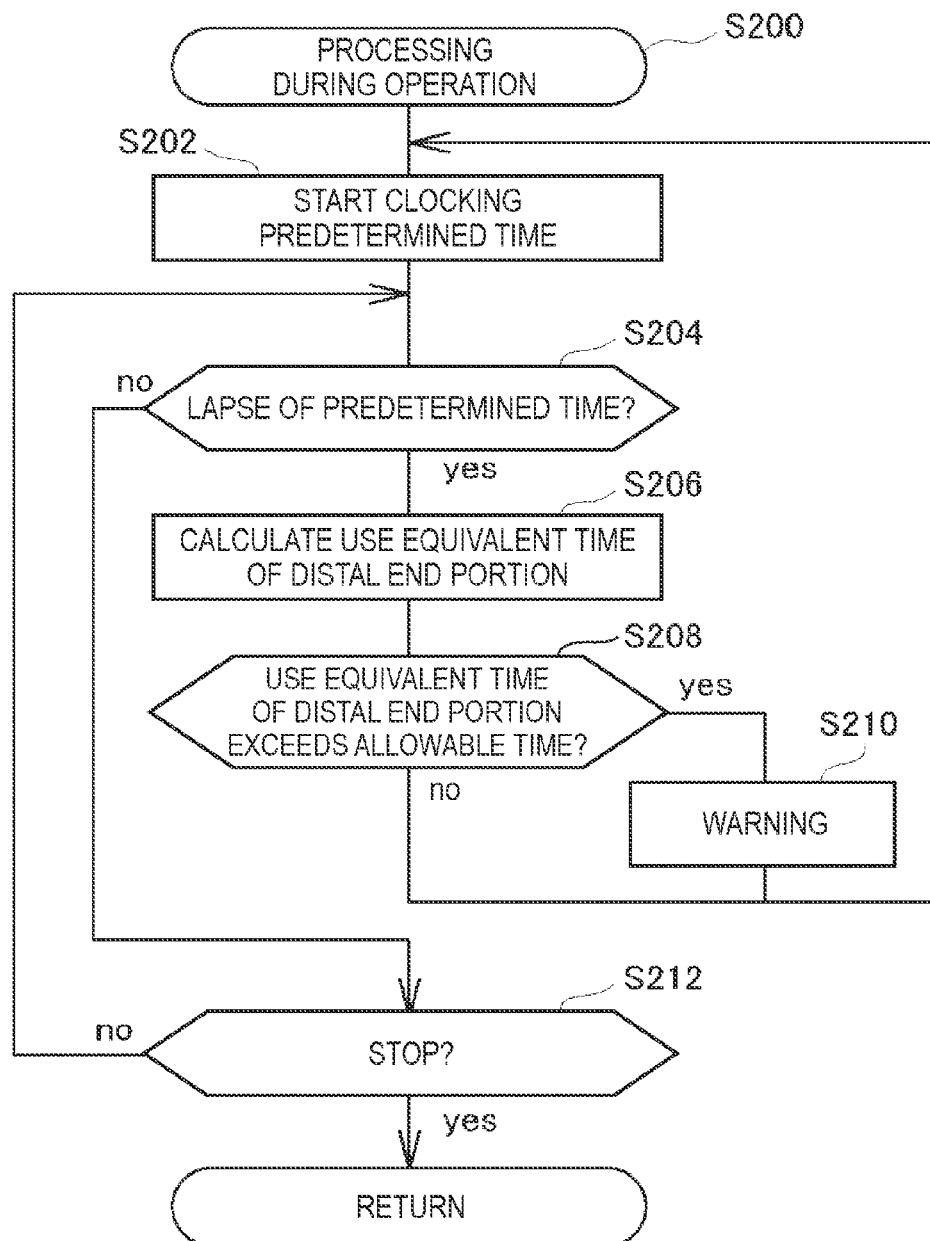 S200
PROCESSING
DURING OPERATION
S202
START CLOCKING
PREDETERMINED TIME
S204
no
LAPSE OF PREDETERMINED TIME?
yes
S206
CALCULATE USE EQUIVALENT TIME
OF DISTAL END PORTION
S208
USE EQUIVALENT TIME
OF DISTAL END PORTION
EXCEEDS ALLOWABLE TIME?
yes
no
S210
WARNING
S212
no
STOP?
yes
RETURN